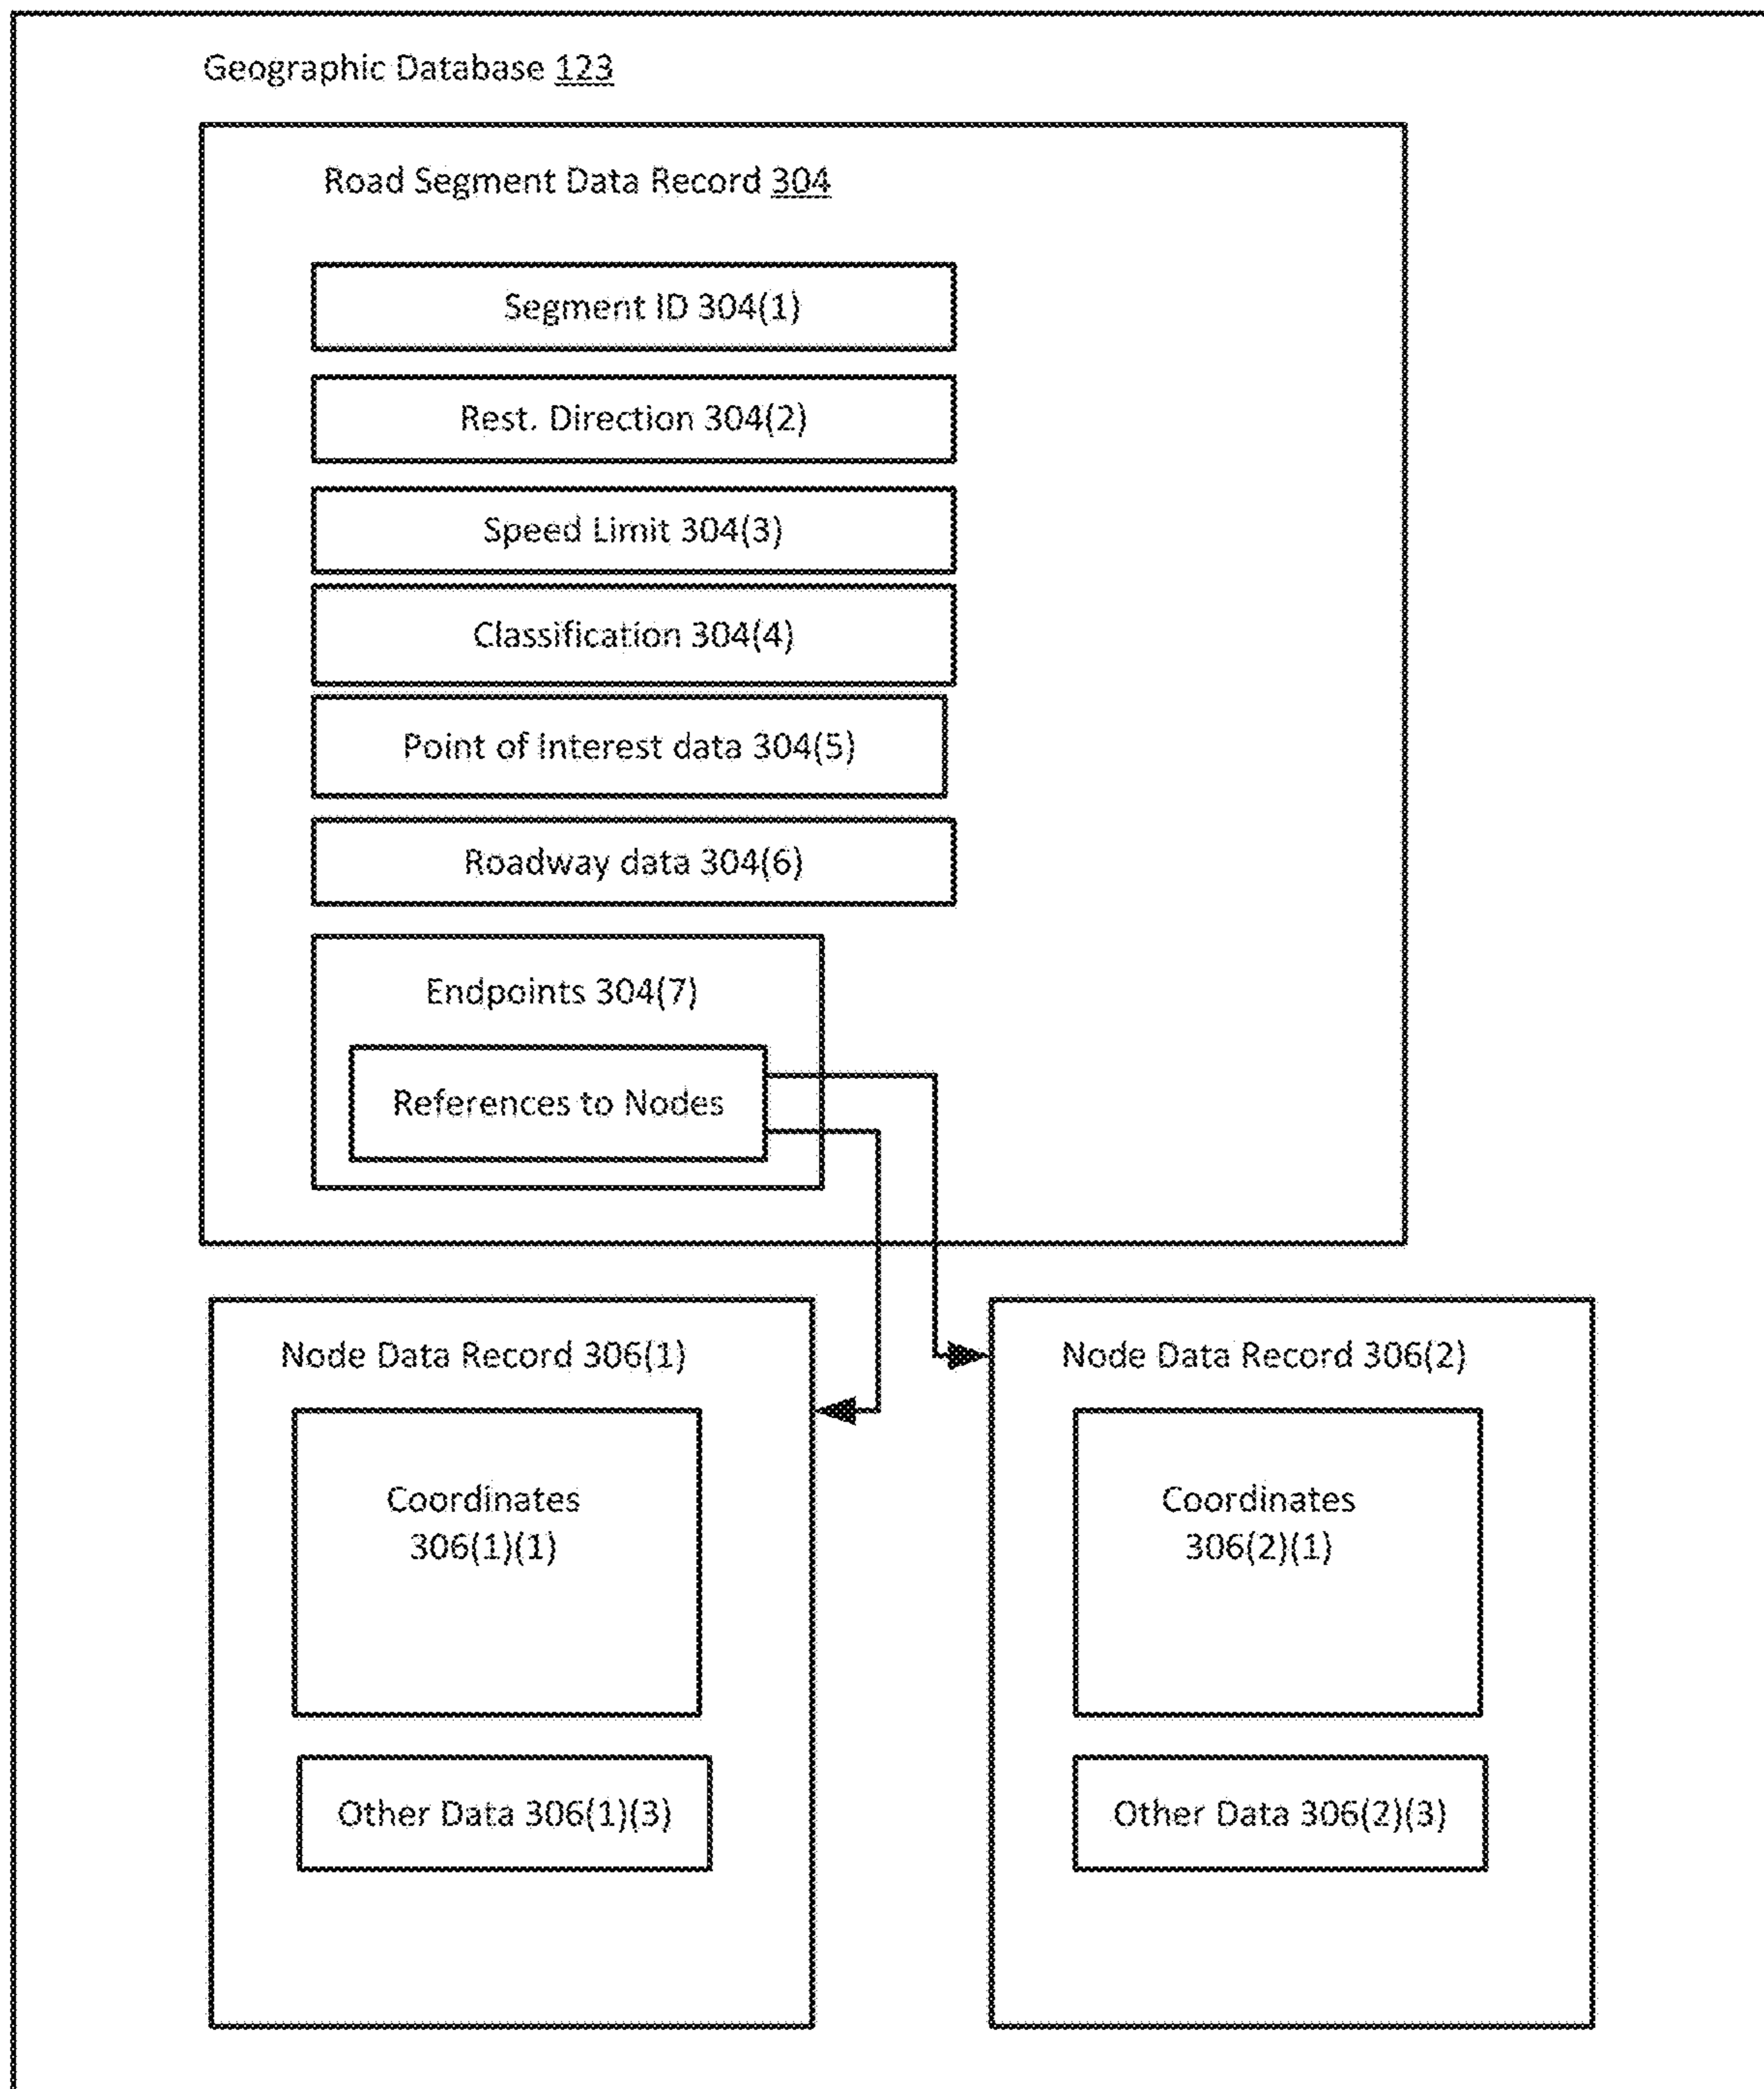 Geographic Database 123
Road Segment Data Record 304
Segment ID 304(1)
Rest. Direction 304(2)
Speed Limit 304(3)
Classification 304(4)
Point of Interest data 304(5)
Roadway data 304(6)
Endpoints 304(7)
References to Nodes
Node Data Record 306(1)
Coordinates
306(1)(1)
Other Data 306(1)(3)
Node Data Record 306(2)
Coordinates
306(2)(1)
Other Data 306(2)(3)